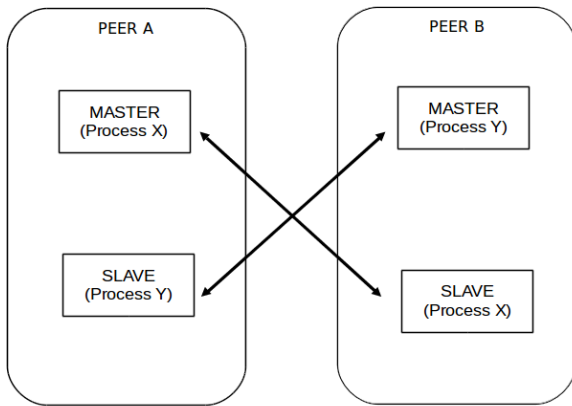 PEER A
MASTER
(Process X)
SLAVE
(Process Y)
PEER B
MASTER
(Process Y)
SLAVE
(Process X)